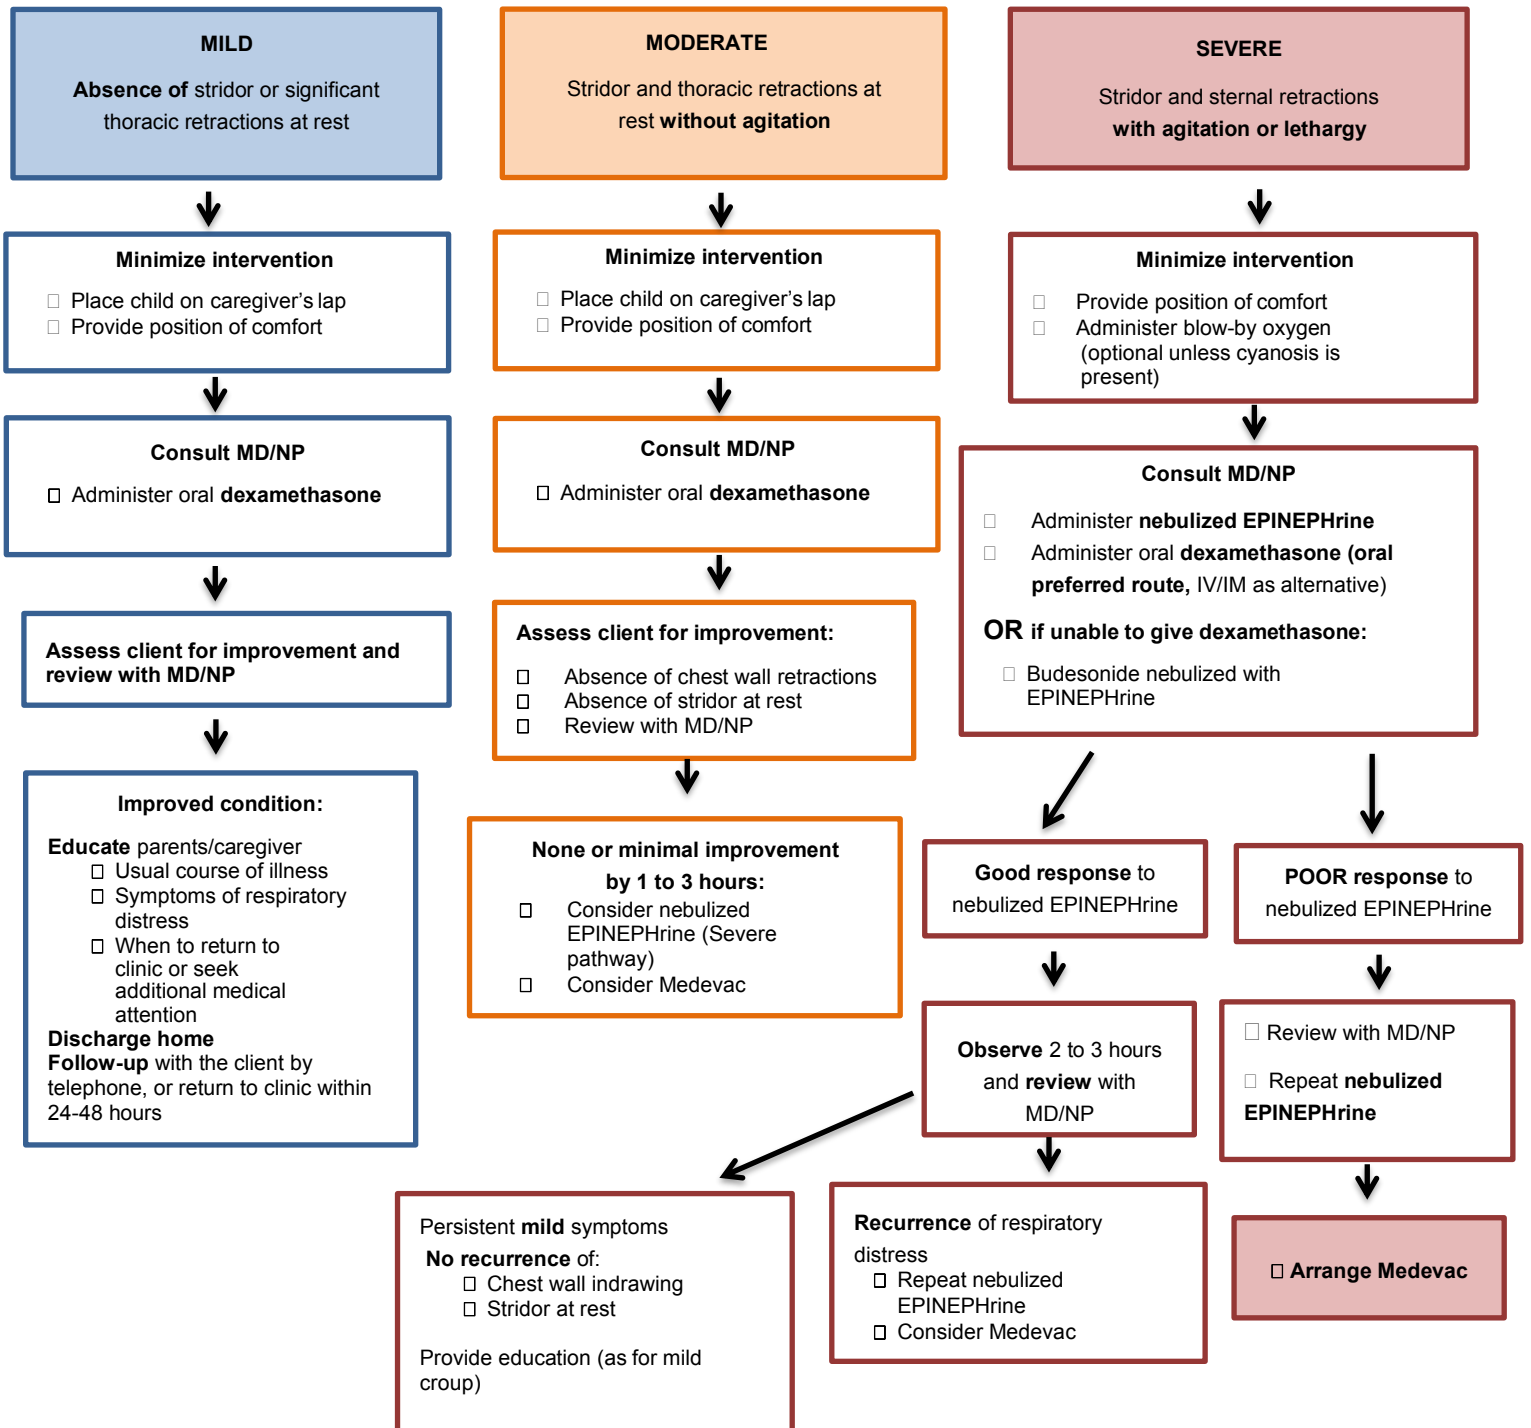 MILD
Absence of stridor or significant
thoracic retractions at rest
Minimize intervention
☐ Place child on caregiver's lap
☐ Provide position of comfort
Consult MD/NP
☐ Administer oral dexamethasone
Assess client for improvement and
review with MD/NP
Improved condition:
Educate parents/caregiver
☐ Usual course of illness
☐ Symptoms of respiratory
distress
☐ When to return to
clinic or seek
additional medical
attention
Discharge home
Follow-up with the client by
telephone, or return to clinic within
24-48 hours
MODERATE
Stridor and thoracic retractions at
rest without agitation
Minimize intervention
☐ Place child on caregiver's lap
☐ Provide position of comfort
Consult MD/NP
☐ Administer oral dexamethasone
Assess client for improvement:
☐ Absence of chest wall retractions
☐ Absence of stridor at rest
☐ Review with MD/NP
None or minimal improvement
by 1 to 3 hours:
☐ Consider nebulized
EPINEPHrine (Severe
pathway)
☐ Consider Medevac
SEVERE
Stridor and sternal retractions
with agitation or lethargy
Minimize intervention
☐ Provide position of comfort
☐ Administer blow-by oxygen
(optional unless cyanosis is
present)
Consult MD/NP
☐ Administer nebulized EPINEPHrine
☐ Administer oral dexamethasone (oral
preferred route, IV/IM as alternative)
OR if unable to give dexamethasone:
☐ Budesonide nebulized with
EPINEPHrine
Good response to
nebulized EPINEPHrine
Observe 2 to 3 hours
and review with
MD/NP
Persistent mild symptoms
No recurrence of:
☐ Chest wall indrawing
☐ Stridor at rest
Provide education (as for mild
croup)
Recurrence of respiratory
distress
☐ Repeat nebulized
EPINEPHrine
☐ Consider Medevac
POOR response to
nebulized EPINEPHrine
☐ Review with MD/NP
☐ Repeat nebulized
EPINEPHrine
☐ Arrange Medevac